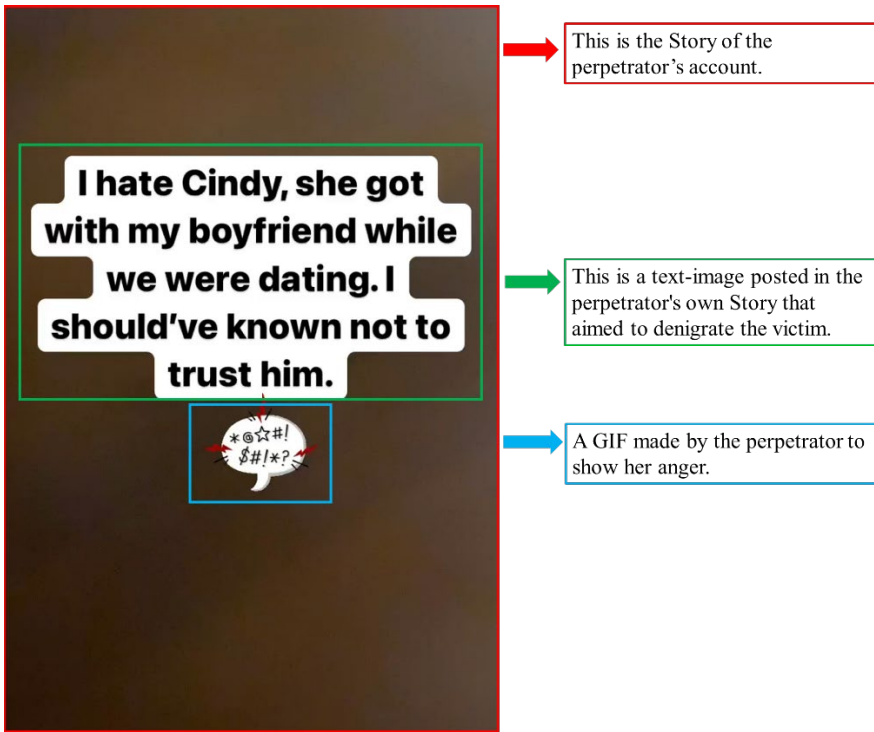 This is the Story of the
perpetrator’s account.
I hate Cindy, she got
with my boyfriend while
we were dating. I
should’ve known not to
trust him.
This is a text-image posted in the
perpetrator's own Story that
aimed to denigrate the victim.
*@☆#!
$#!*?
A GIF made by the perpetrator to
show her anger.